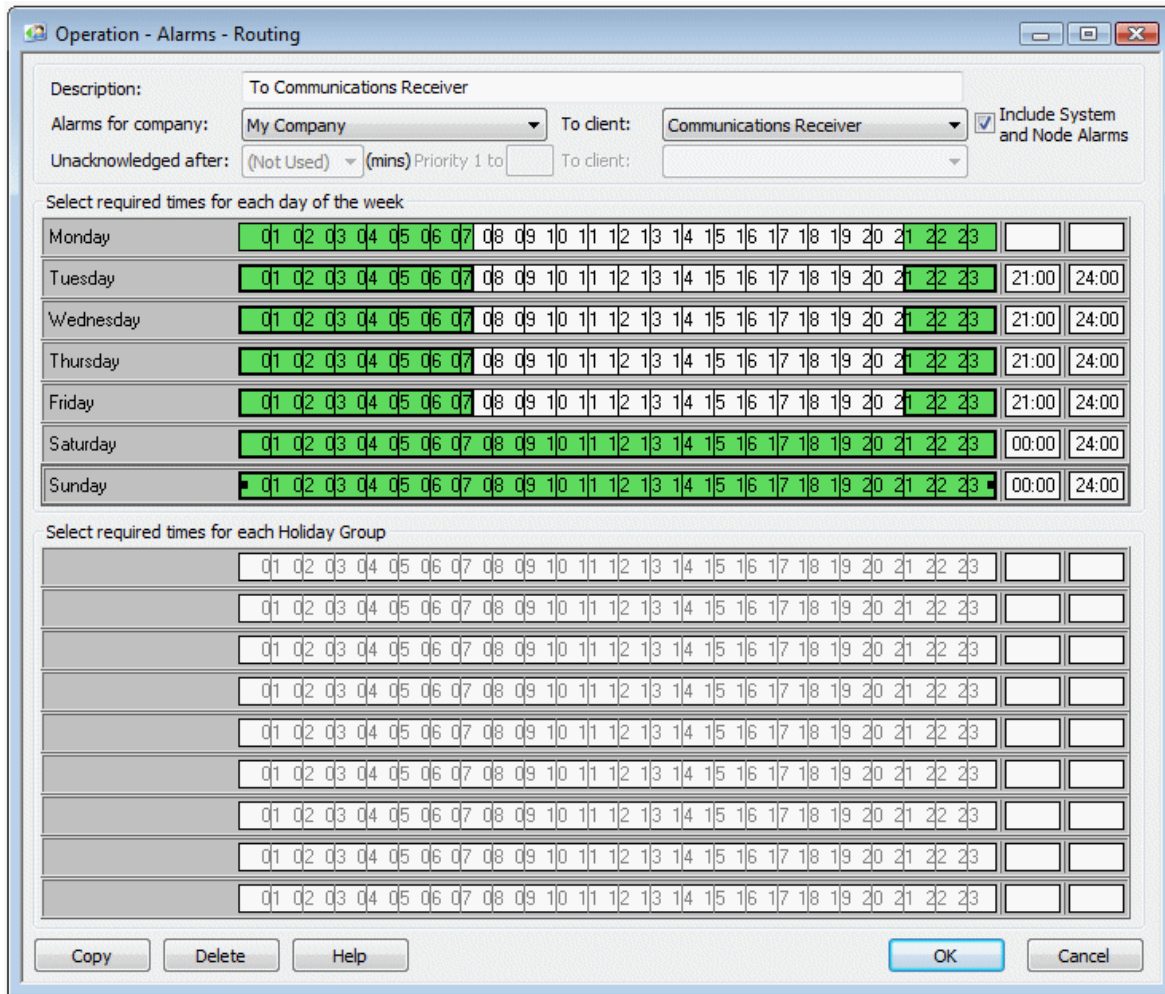 Operation - Alarms - Routing
Description: To Communications Receiver
Alarms for company: My Company To client: Communications Receiver Include System and Node Alarms
Unacknowledged after: (Not Used) (mins) Priority 1 to To client:
Select required times for each day of the week
Monday 01 02 03 04 05 06 07 08 09 10 11 12 13 14 15 16 17 18 19 20 21 22 23
Tuesday 01 02 03 04 05 06 07 08 09 10 11 12 13 14 15 16 17 18 19 20 21 22 23 21:00 24:00
Wednesday 01 02 03 04 05 06 07 08 09 10 11 12 13 14 15 16 17 18 19 20 21 22 23 21:00 24:00
Thursday 01 02 03 04 05 06 07 08 09 10 11 12 13 14 15 16 17 18 19 20 21 22 23 21:00 24:00
Friday 01 02 03 04 05 06 07 08 09 10 11 12 13 14 15 16 17 18 19 20 21 22 23 21:00 24:00
Saturday 01 02 03 04 05 06 07 08 09 10 11 12 13 14 15 16 17 18 19 20 21 22 23 00:00 24:00
Sunday 01 02 03 04 05 06 07 08 09 10 11 12 13 14 15 16 17 18 19 20 21 22 23 00:00 24:00
Select required times for each Holiday Group
01 02 03 04 05 06 07 08 09 10 11 12 13 14 15 16 17 18 19 20 21 22 23
01 02 03 04 05 06 07 08 09 10 11 12 13 14 15 16 17 18 19 20 21 22 23
01 02 03 04 05 06 07 08 09 10 11 12 13 14 15 16 17 18 19 20 21 22 23
01 02 03 04 05 06 07 08 09 10 11 12 13 14 15 16 17 18 19 20 21 22 23
01 02 03 04 05 06 07 08 09 10 11 12 13 14 15 16 17 18 19 20 21 22 23
01 02 03 04 05 06 07 08 09 10 11 12 13 14 15 16 17 18 19 20 21 22 23
01 02 03 04 05 06 07 08 09 10 11 12 13 14 15 16 17 18 19 20 21 22 23
01 02 03 04 05 06 07 08 09 10 11 12 13 14 15 16 17 18 19 20 21 22 23
01 02 03 04 05 06 07 08 09 10 11 12 13 14 15 16 17 18 19 20 21 22 23
Copy Delete Help OK Cancel